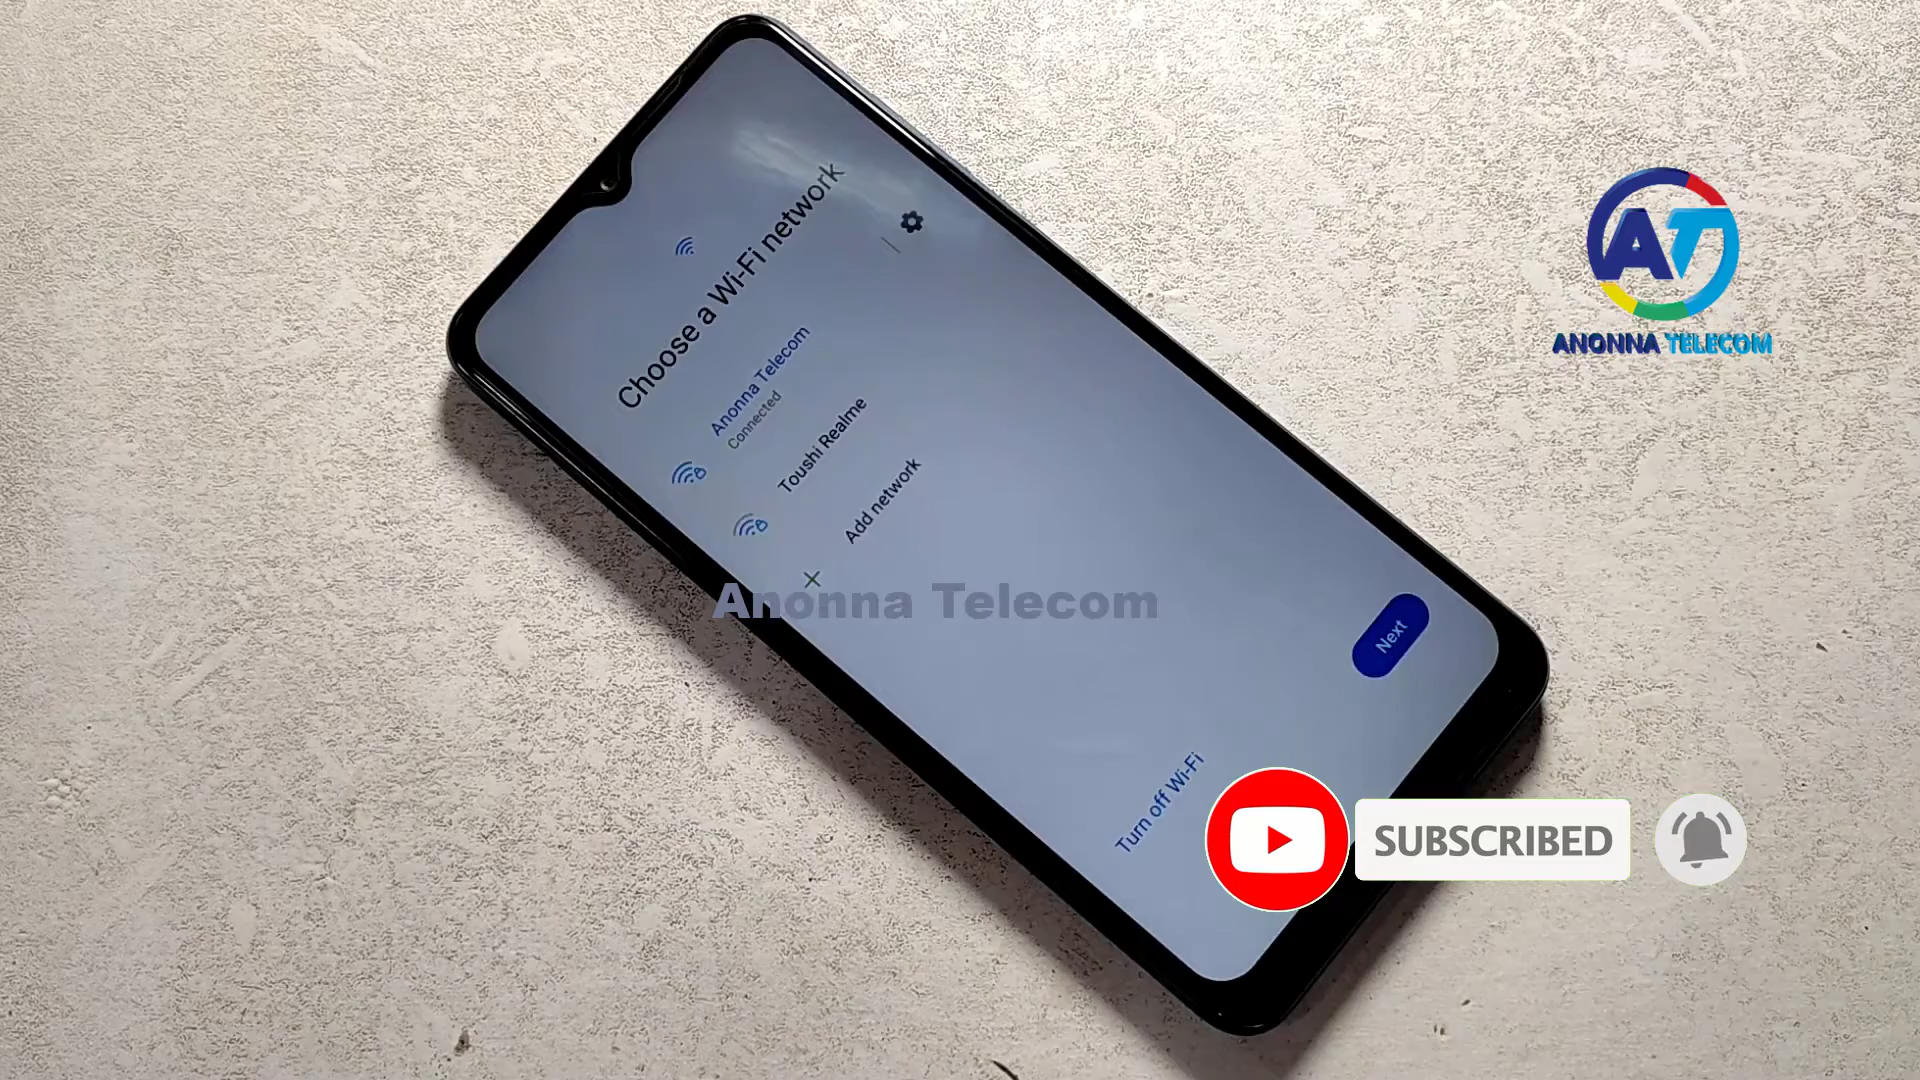 Choose a Wi-Fi network
Anonna Telecom
Connected
Toushi Realme
Add network
Next
Turn off Wi-Fi
AT
ANONNA TELECOM
Anonna Telecom
SUBSCRIBED